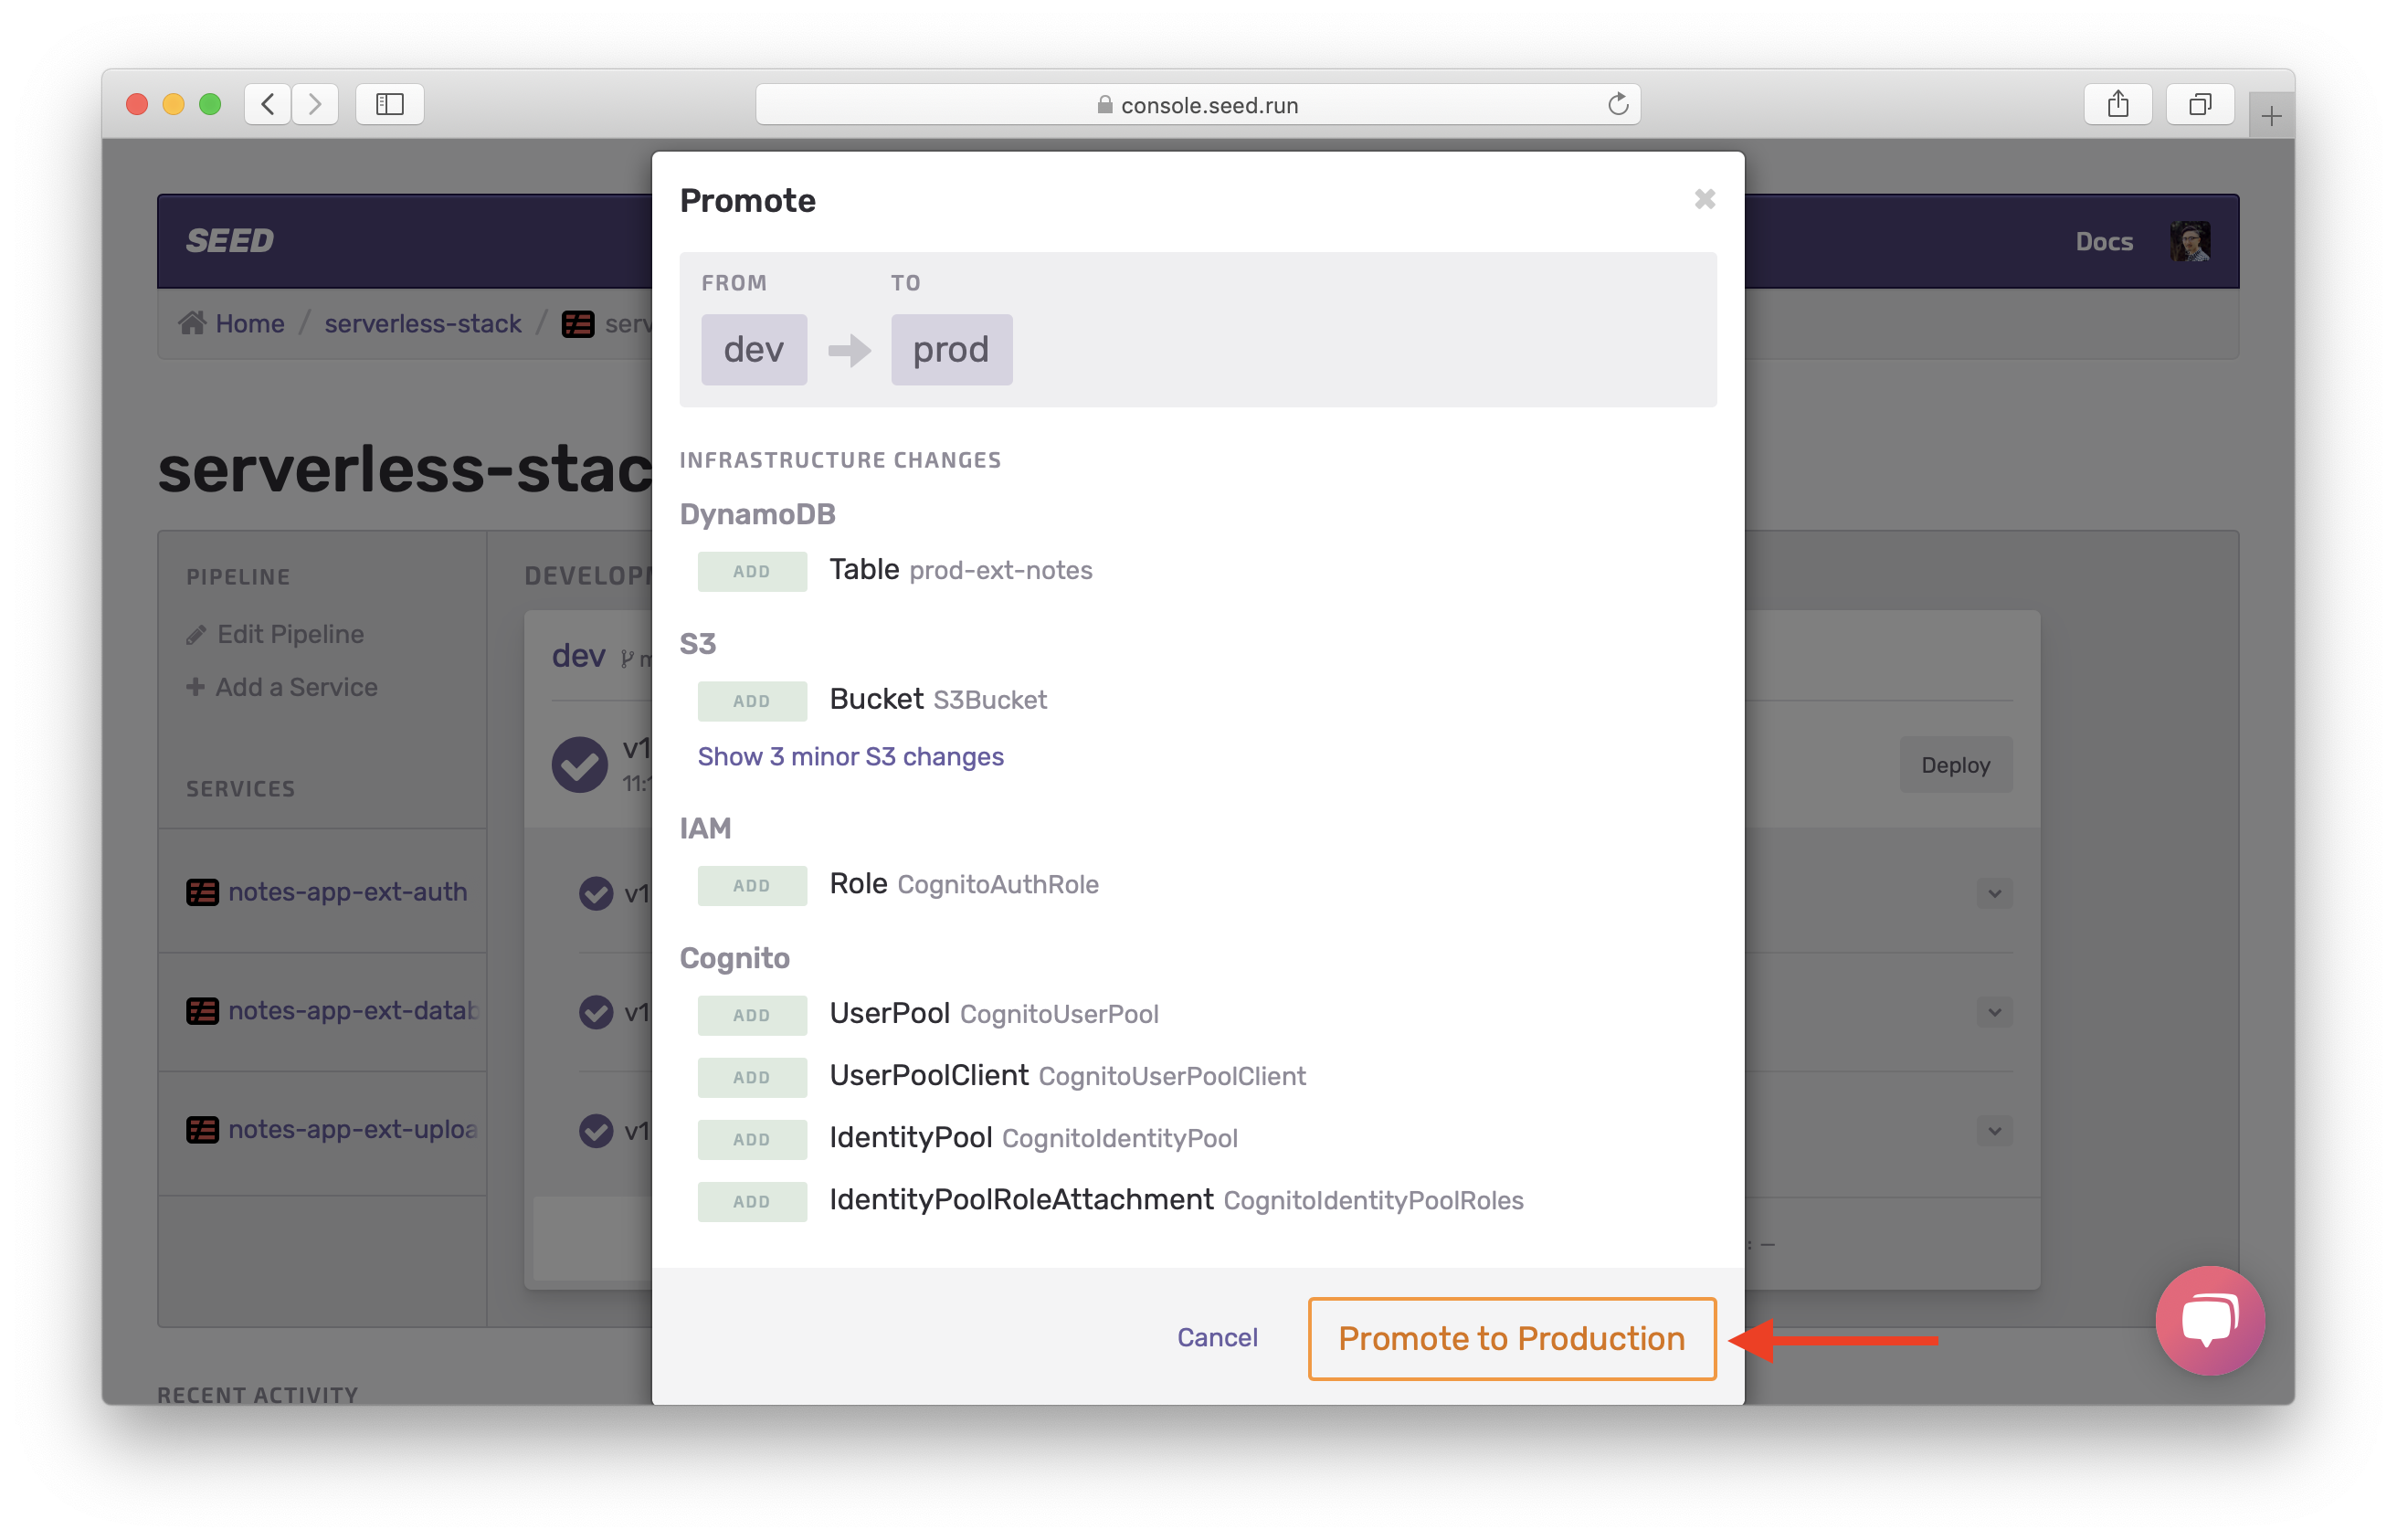 console.seed.run
SEED
Docs
Home / serverless-stack /
serverless-stac
PIPELINE
Edit Pipeline
Add a Service
SERVICES
notes-app-ext-auth
notes-app-ext-datab
notes-app-ext-uploa
RECENT ACTIVITY
dev
v1
v1
v1
v1
Deploy
Promote
FROM TO
dev prod
INFRASTRUCTURE CHANGES
DynamoDB
ADD Table prod-ext-notes
S3
ADD Bucket S3Bucket
Show 3 minor S3 changes
IAM
ADD Role CognitoAuthRole
Cognito
ADD UserPool CognitoUserPool
ADD UserPoolClient CognitoUserPoolClient
ADD IdentityPool CognitoIdentityPool
ADD IdentityPoolRoleAttachment CognitoIdentityPoolRoles
Cancel Promote to Production